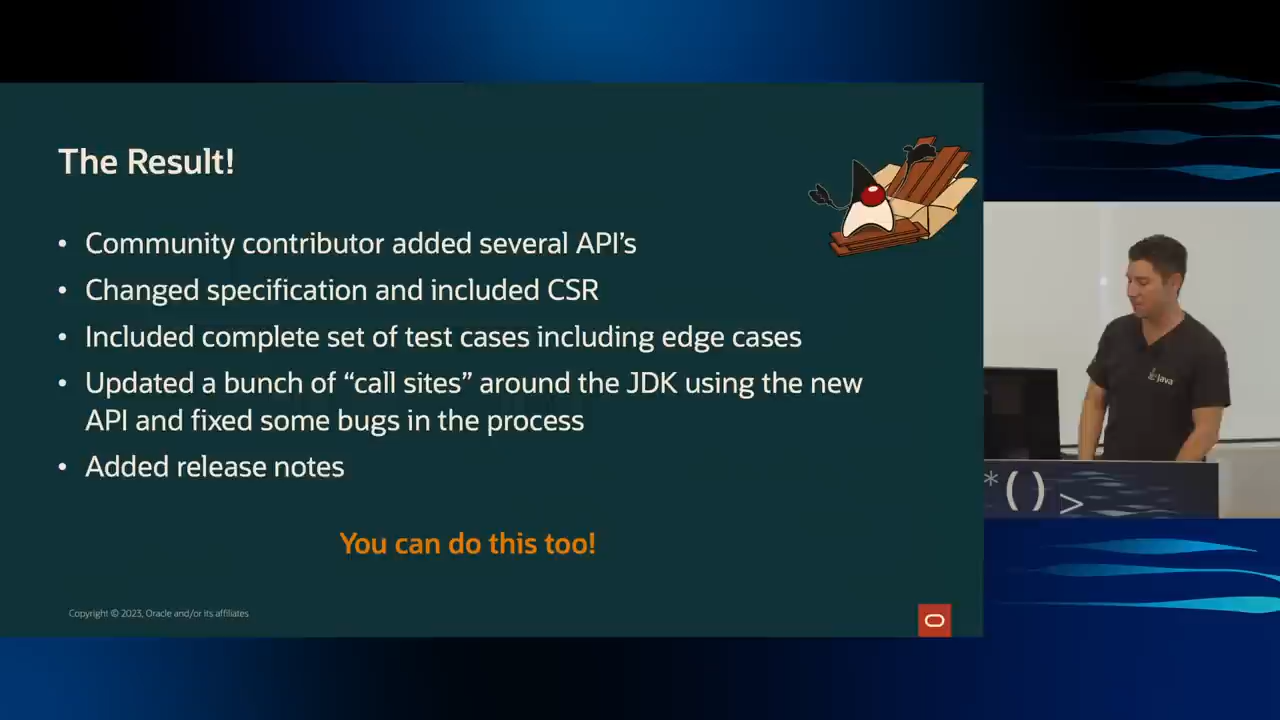 The Result!
• Community contributor added several API’s
• Changed specification and included CSR
• Included complete set of test cases including edge cases
• Updated a bunch of “call sites” around the JDK using the new
API and fixed some bugs in the process
• Added release notes
You can do this too!
Copyright © 2023, Oracle and/or its affiliates
Java
*()>